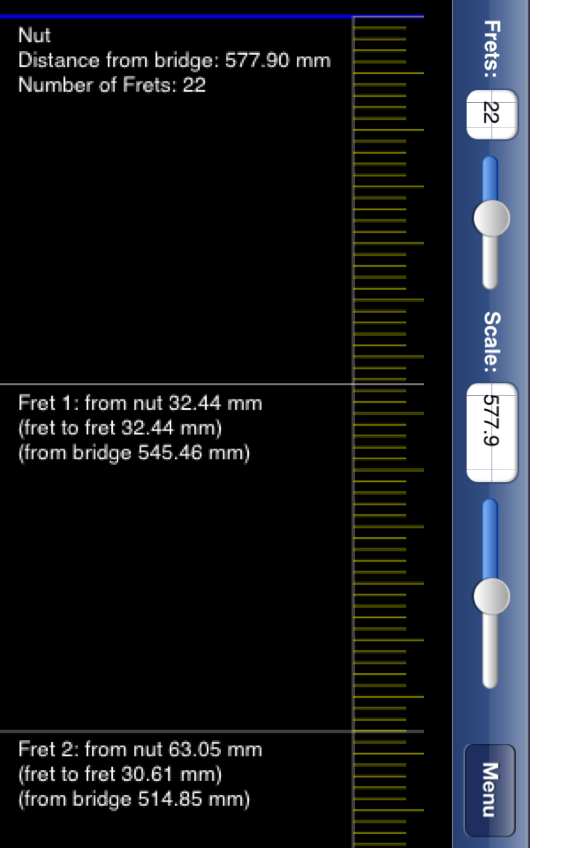 Nut
Distance from bridge: 577.90 mm
Number of Frets: 22
Fret 1: from nut 32.44 mm
(fret to fret 32.44 mm)
(from bridge 545.46 mm)
Fret 2: from nut 63.05 mm
(fret to fret 30.61 mm)
(from bridge 514.85 mm)
Frets:
22
Scale:
577.9
Menu